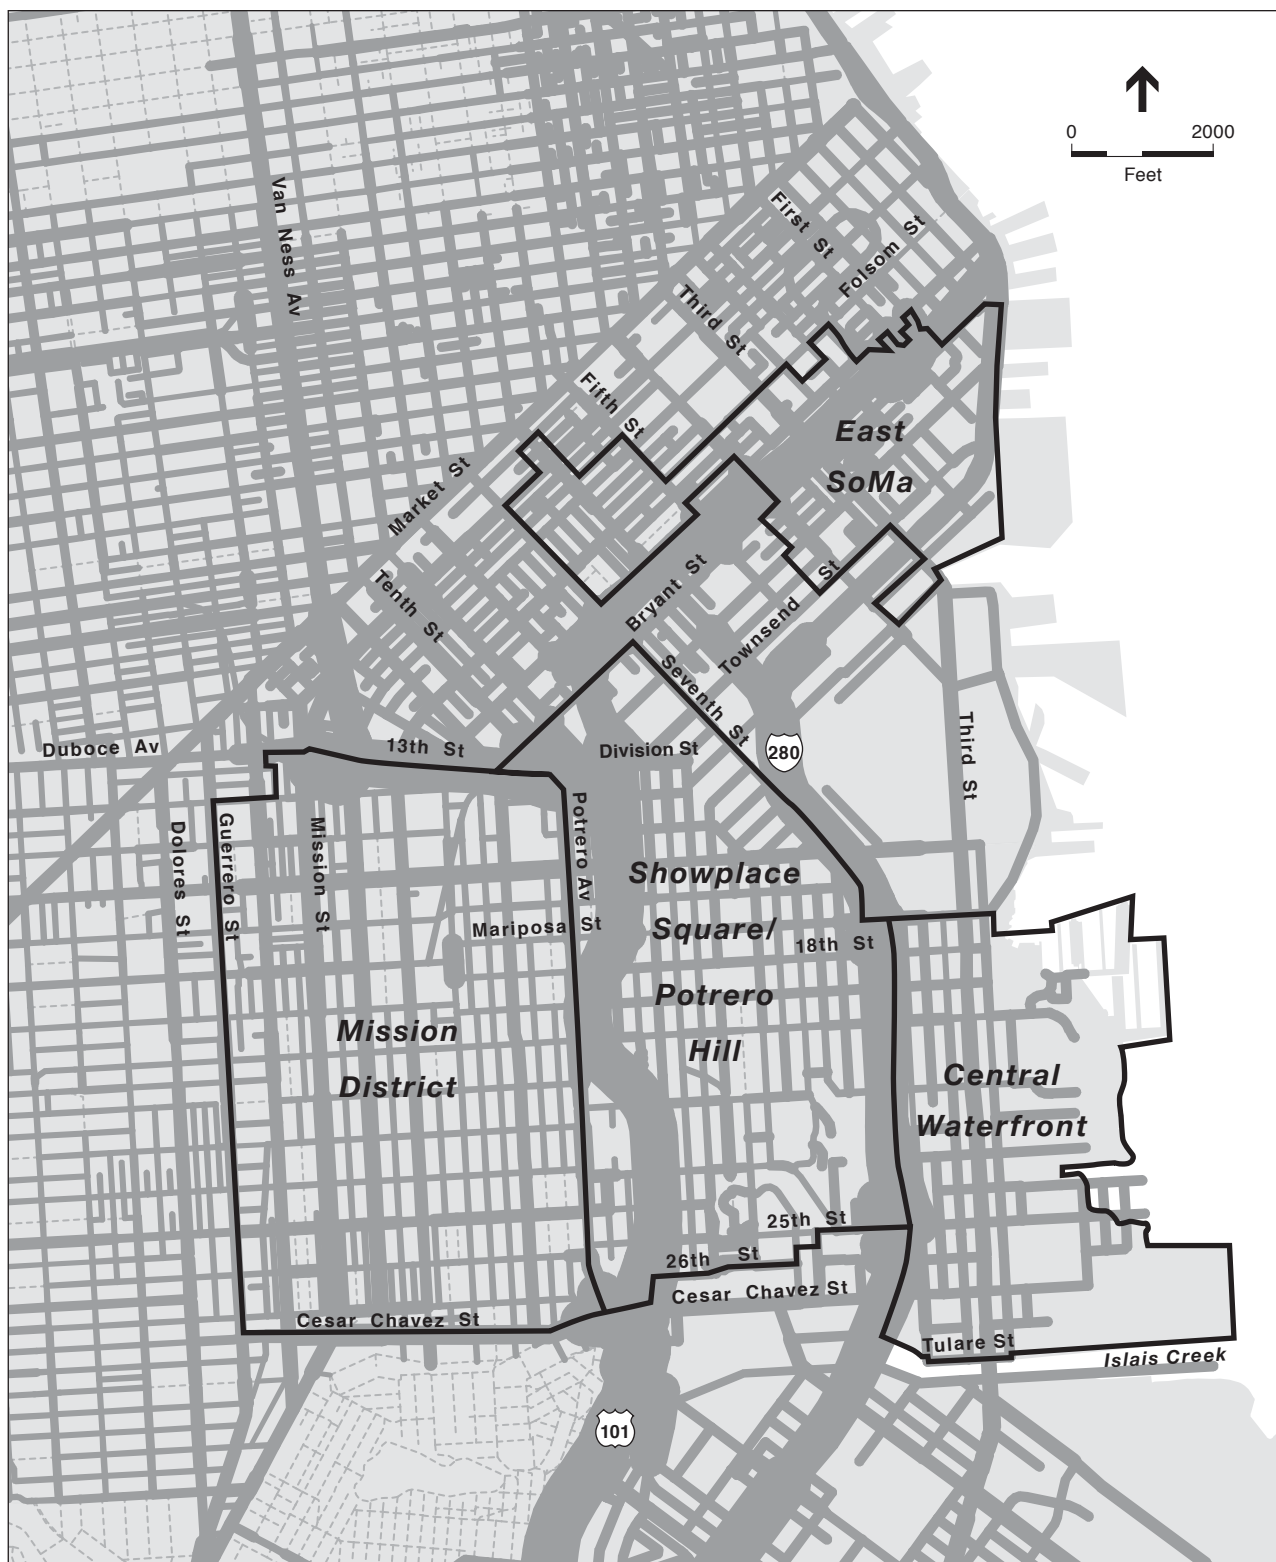 0 2000
Feet
Van Ness Av
First St
Folsom St
Third St
Fifth St
East
SoMa
Market St
Tenth St
Bryant St
Townsend St
Seventh St
Duboce Av
13th St
Division St
280
Third St
Dolores St
Guerrero St
Mission St
Potrero Av
Mariposa St
Showplace
Square/
Potrero
Hill
18th St
Mission
District
Central
Waterfront
25th St
26th St
Cesar Chavez St
Cesar Chavez St
Tulare St
Islais Creek
101